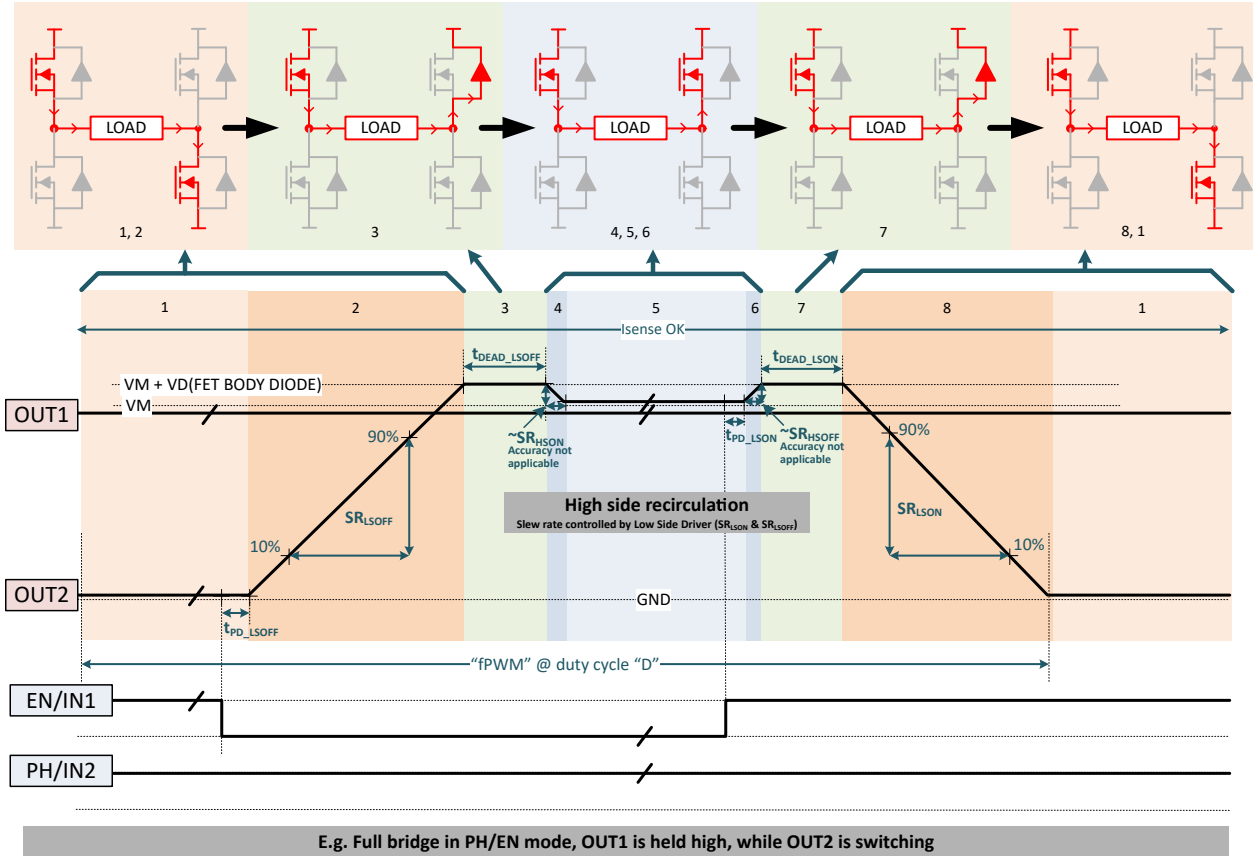 LOAD
LOAD
LOAD
LOAD
LOAD
1, 2
3
4, 5, 6
7
8, 1
1
2
3
4
5
6
7
8
1
Isense OK
tDEAD_LSOFF
tDEAD_LSON
VM + VD(FET BODY DIODE)
VM
OUT1
90%
~SRHSON
Accuracy not
applicable
tPD_LSON
~SRHSOFF
Accuracy not
applicable
90%
High side recirculation
Slew rate controlled by Low Side Driver (SRLSON & SRLSOFF)
SRLSOFF
SRLSON
10%
10%
OUT2
GND
tPD_LSOFF
"fPWM" @ duty cycle "D"
EN/IN1
PH/IN2
E.g. Full bridge in PH/EN mode, OUT1 is held high, while OUT2 is switching